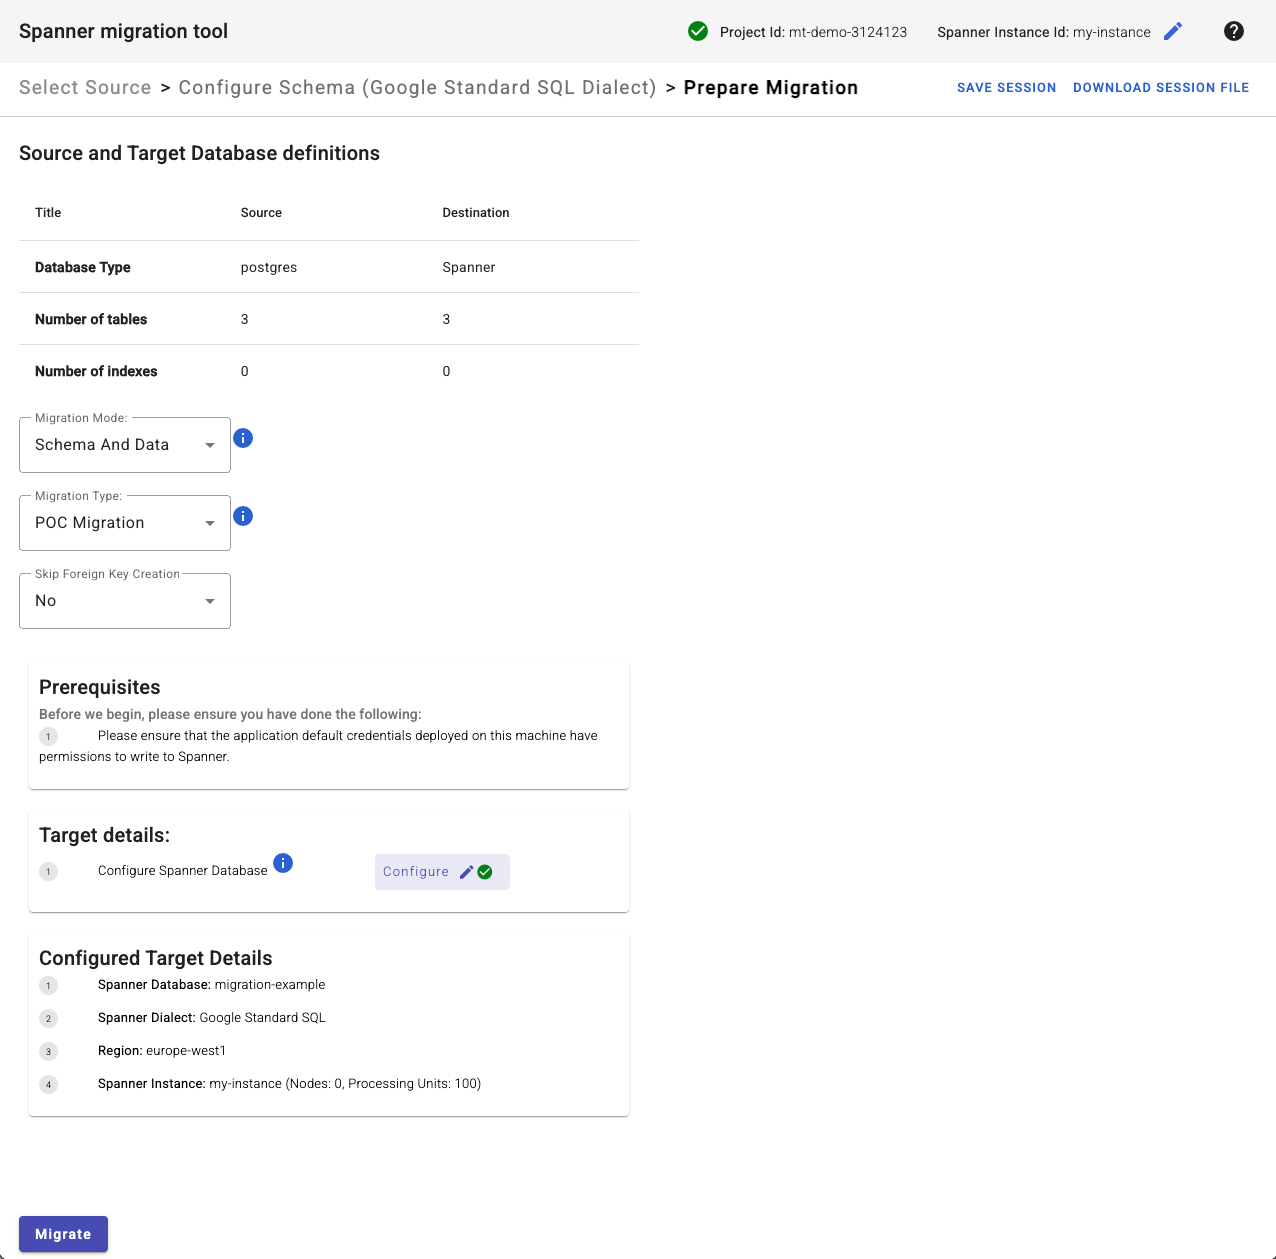 Spanner migration tool
Project Id: mt-demo-3124123
Spanner Instance Id: my-instance
Select Source > Configure Schema (Google Standard SQL Dialect) > Prepare Migration
SAVE SESSION
DOWNLOAD SESSION FILE
Source and Target Database definitions
Title Source Destination
Database Type postgres Spanner
Number of tables 3 3
Number of indexes 0 0
Migration Mode:
Schema And Data
Migration Type:
POC Migration
Skip Foreign Key Creation
No
Prerequisites
Before we begin, please ensure you have done the following:
1 Please ensure that the application default credentials deployed on this machine have
permissions to write to Spanner.
Target details:
1 Configure Spanner Database
Configure
Configured Target Details
1 Spanner Database: migration-example
2 Spanner Dialect: Google Standard SQL
3 Region: europe-west1
4 Spanner Instance: my-instance (Nodes: 0, Processing Units: 100)
Migrate